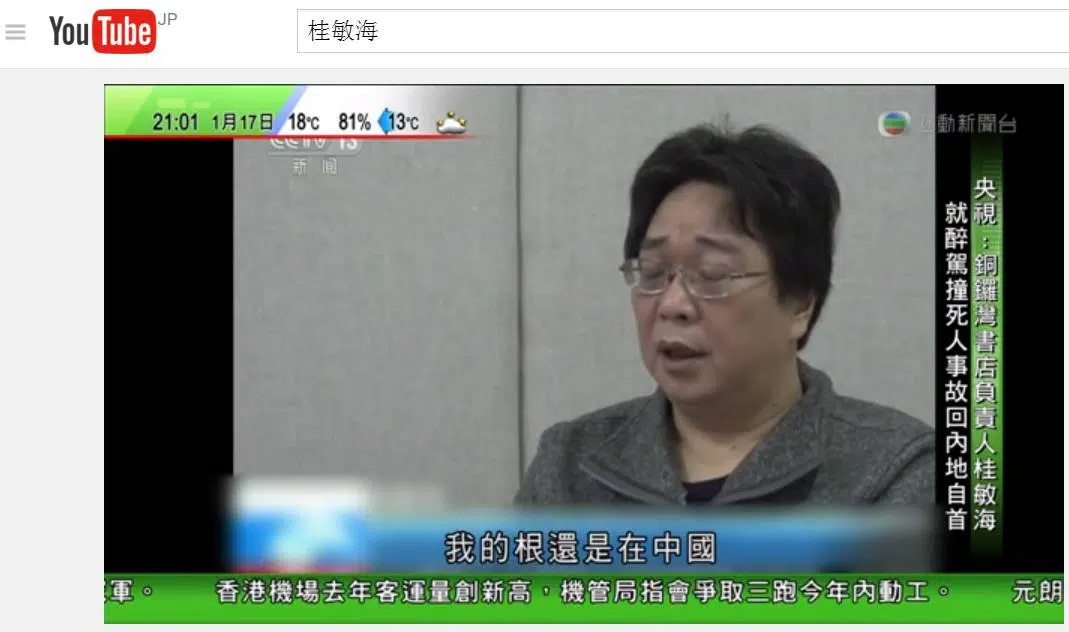 YouTube JP
桂敏海
21:01 1月17日 18℃ 81% 13℃
CCTV 13
新闻
互動新聞台
央視：銅鑼灣書店負責人桂敏海
就醉駕撞死人事故回內地自首
我的根還是在中國
軍。 香港機場去年客運量創新高，機管局指會爭取三跑今年內動工。 元朗